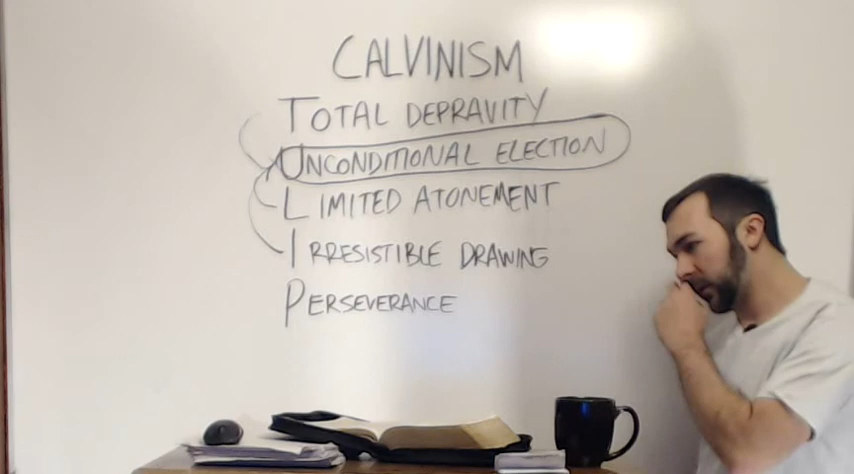 CALVINISM
TOTAL DEPRAVITY
UNCONDITIONAL ELECTION
LIMITED ATONEMENT
IRRESISTIBLE DRAWING
PERSEVERANCE